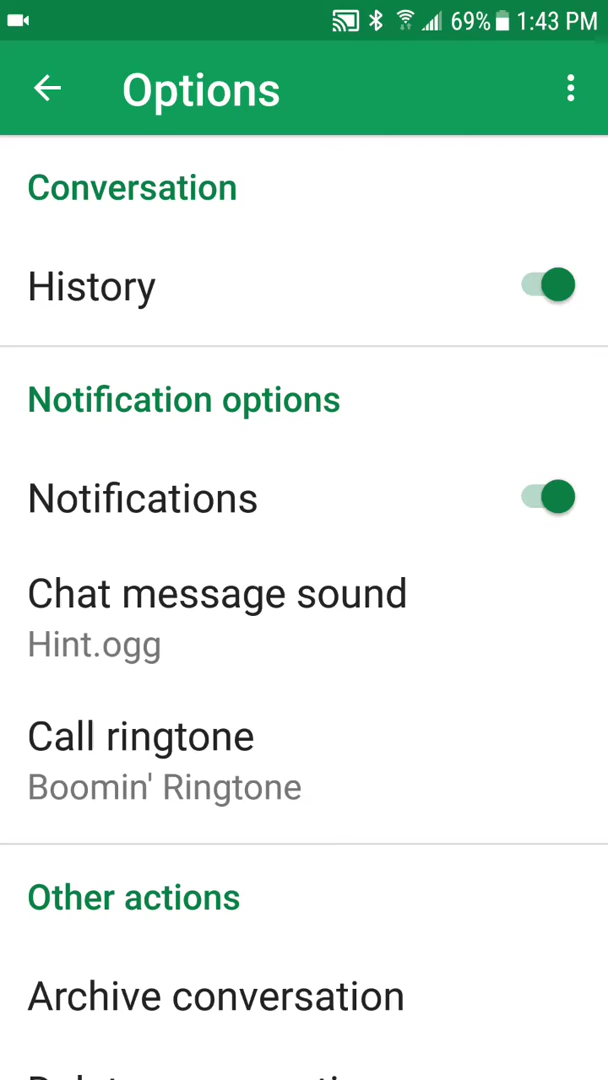 69% 1:43 PM
Options
Conversation
History
Notification options
Notifications
Chat message sound
Hint.ogg
Call ringtone
Boomin' Ringtone
Other actions
Archive conversation